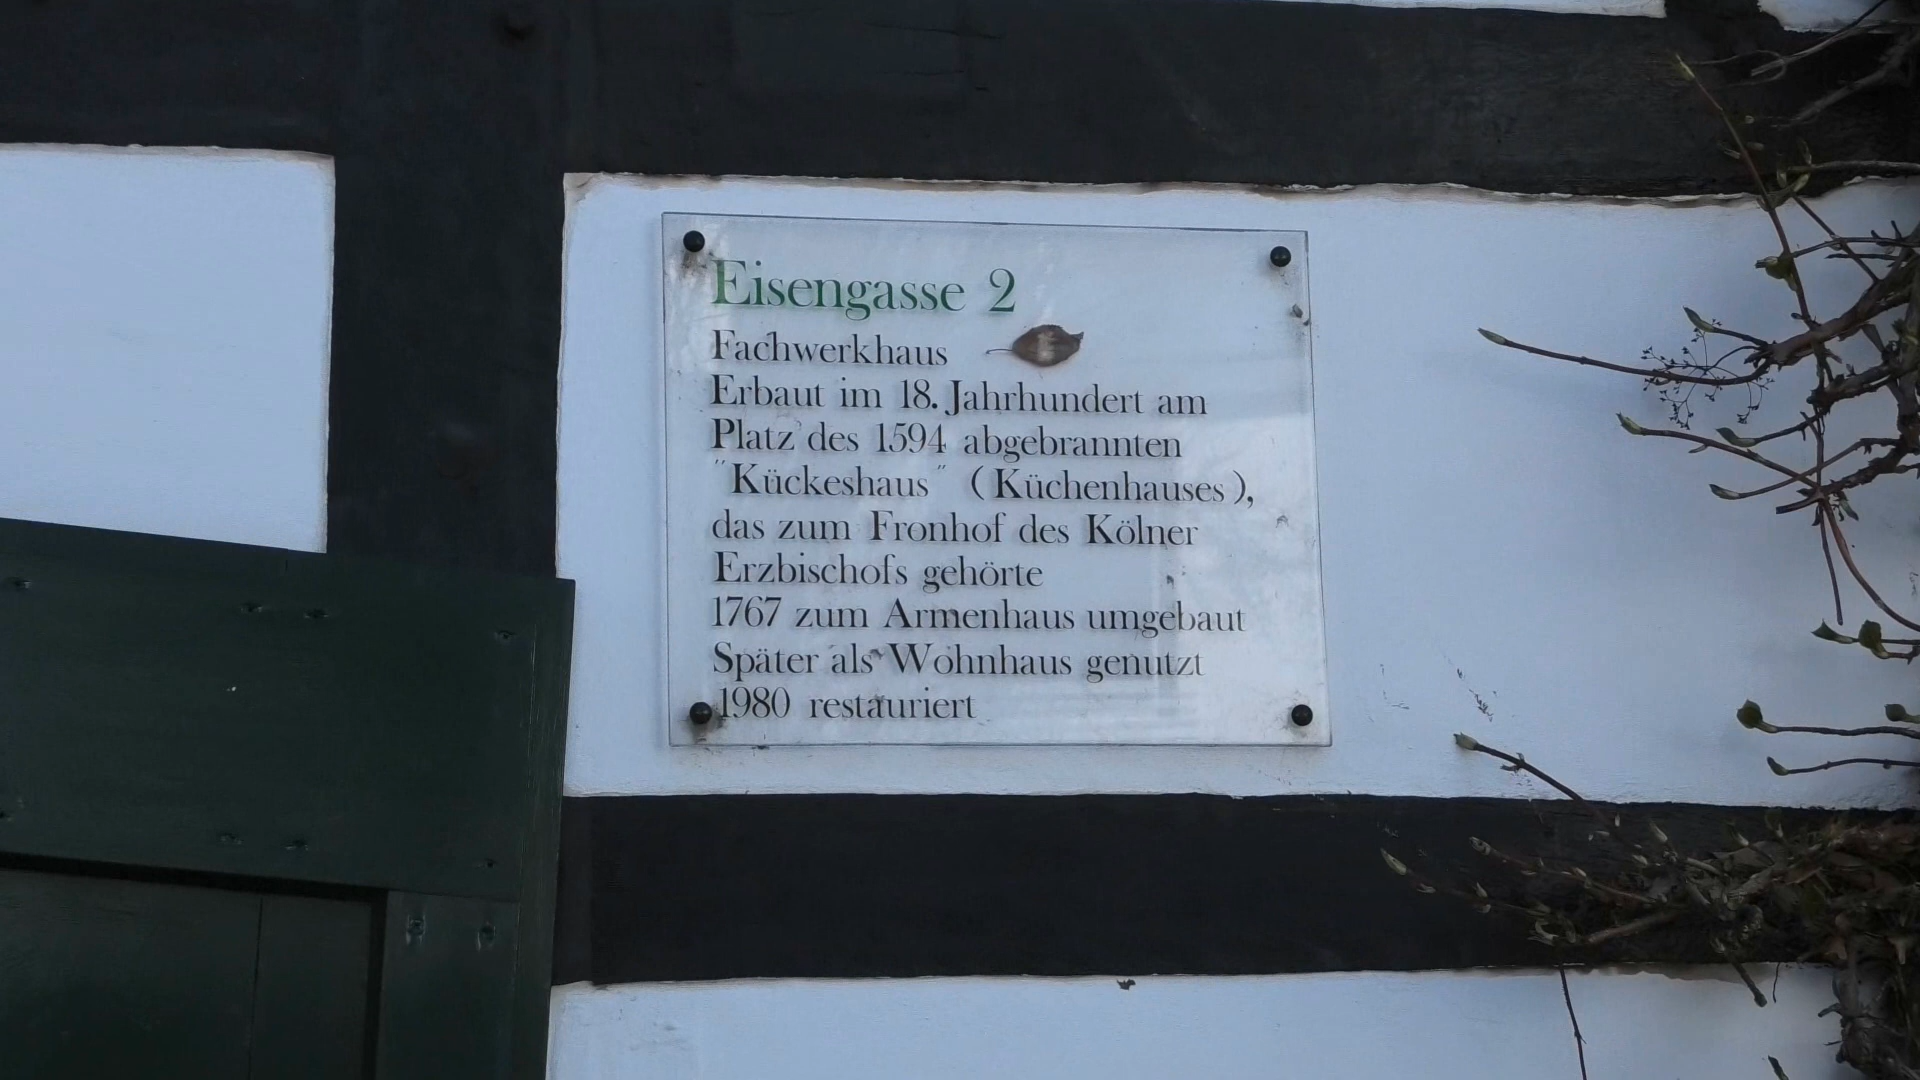 Eisengasse 2
Fachwerkhaus
Erbaut im 18. Jahrhundert am
Platz des 1594 abgebrannten
"Kückeshaus" (Küchenhauses),
das zum Fronhof des Kölner
Erzbischofs gehörte
1767 zum Armenhaus umgebaut
Später als Wohnhaus genutzt
1980 restauriert